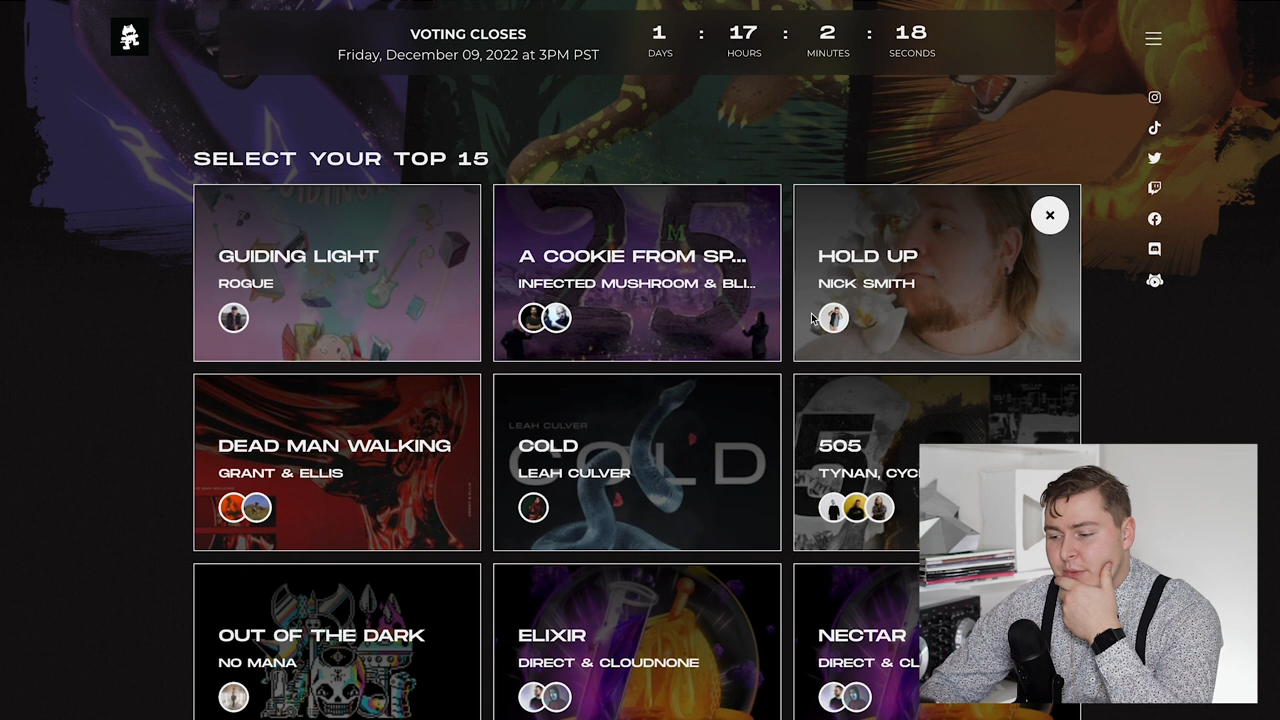 VOTING CLOSES
Friday, December 09, 2022 at 3PM PST
1 : 17 : 2 : 18
DAYS HOURS MINUTES SECONDS
SELECT YOUR TOP 15
GUIDING LIGHT
ROGUE
A COOKIE FROM SP...
INFECTED MUSHROOM & BLI...
HOLD UP
NICK SMITH
DEAD MAN WALKING
GRANT & ELLIS
LEAH CULVER
COLD
COLD
LEAH CULVER
505
TYNAN, CYC
OUT OF THE DARK
NO MANA
ELIXIR
DIRECT & CLOUDNONE
NECTAR
DIRECT & CL